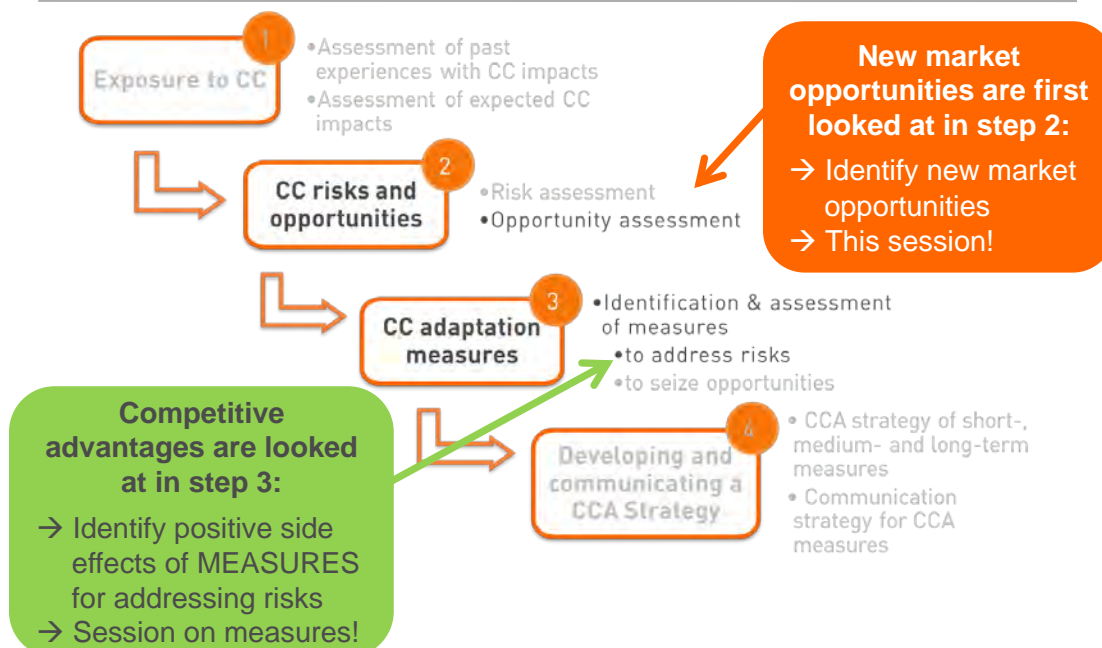 1
Exposure to CC
•Assessment of past
experiences with CC impacts
•Assessment of expected CC
impacts
New market
opportunities are first
looked at in step 2:
→ Identify new market
opportunities
→ This session!
2
CC risks and
opportunities
•Risk assessment
•Opportunity assessment
3
CC adaptation
measures
•Identification & assessment
of measures
•to address risks
•to seize opportunities
Competitive
advantages are looked
at in step 3:
→ Identify positive side
effects of MEASURES
for addressing risks
→ Session on measures!
4
Developing and
communicating a
CCA Strategy
• CCA strategy of short-,
medium- and long-term
measures
• Communication
strategy for CCA
measures